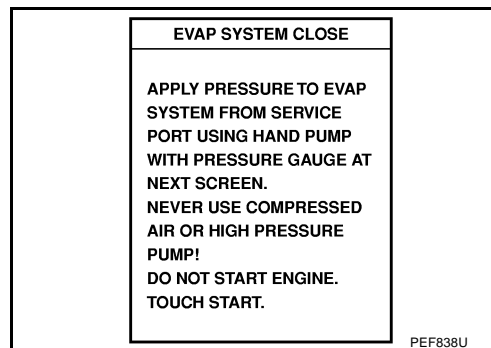 EVAP SYSTEM CLOSE
APPLY PRESSURE TO EVAP
SYSTEM FROM SERVICE
PORT USING HAND PUMP
WITH PRESSURE GAUGE AT
NEXT SCREEN.
NEVER USE COMPRESSED
AIR OR HIGH PRESSURE
PUMP!
DO NOT START ENGINE.
TOUCH START.
PEF838U